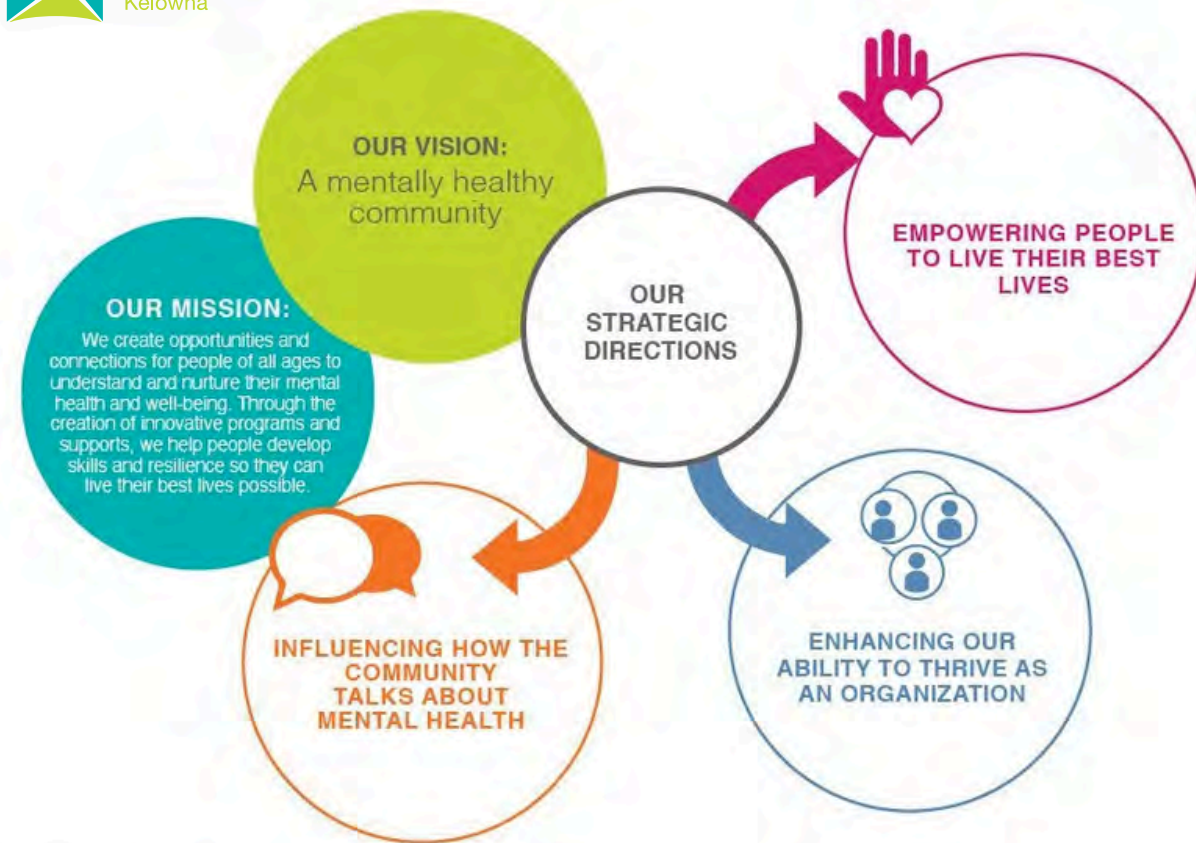 Kelowna
OUR VISION:
A mentally healthy
community
OUR MISSION:
We create opportunities and
connections for people of all ages to
understand and nurture their mental
health and well-being. Through the
creation of innovative programs and
supports, we help people develop
skills and resilience so they can
live their best lives possible.
OUR
STRATEGIC
DIRECTIONS
EMPOWERING PEOPLE
TO LIVE THEIR BEST
LIVES
INFLUENCING HOW THE
COMMUNITY
TALKS ABOUT
MENTAL HEALTH
ENHANCING OUR
ABILITY TO THRIVE AS
AN ORGANIZATION